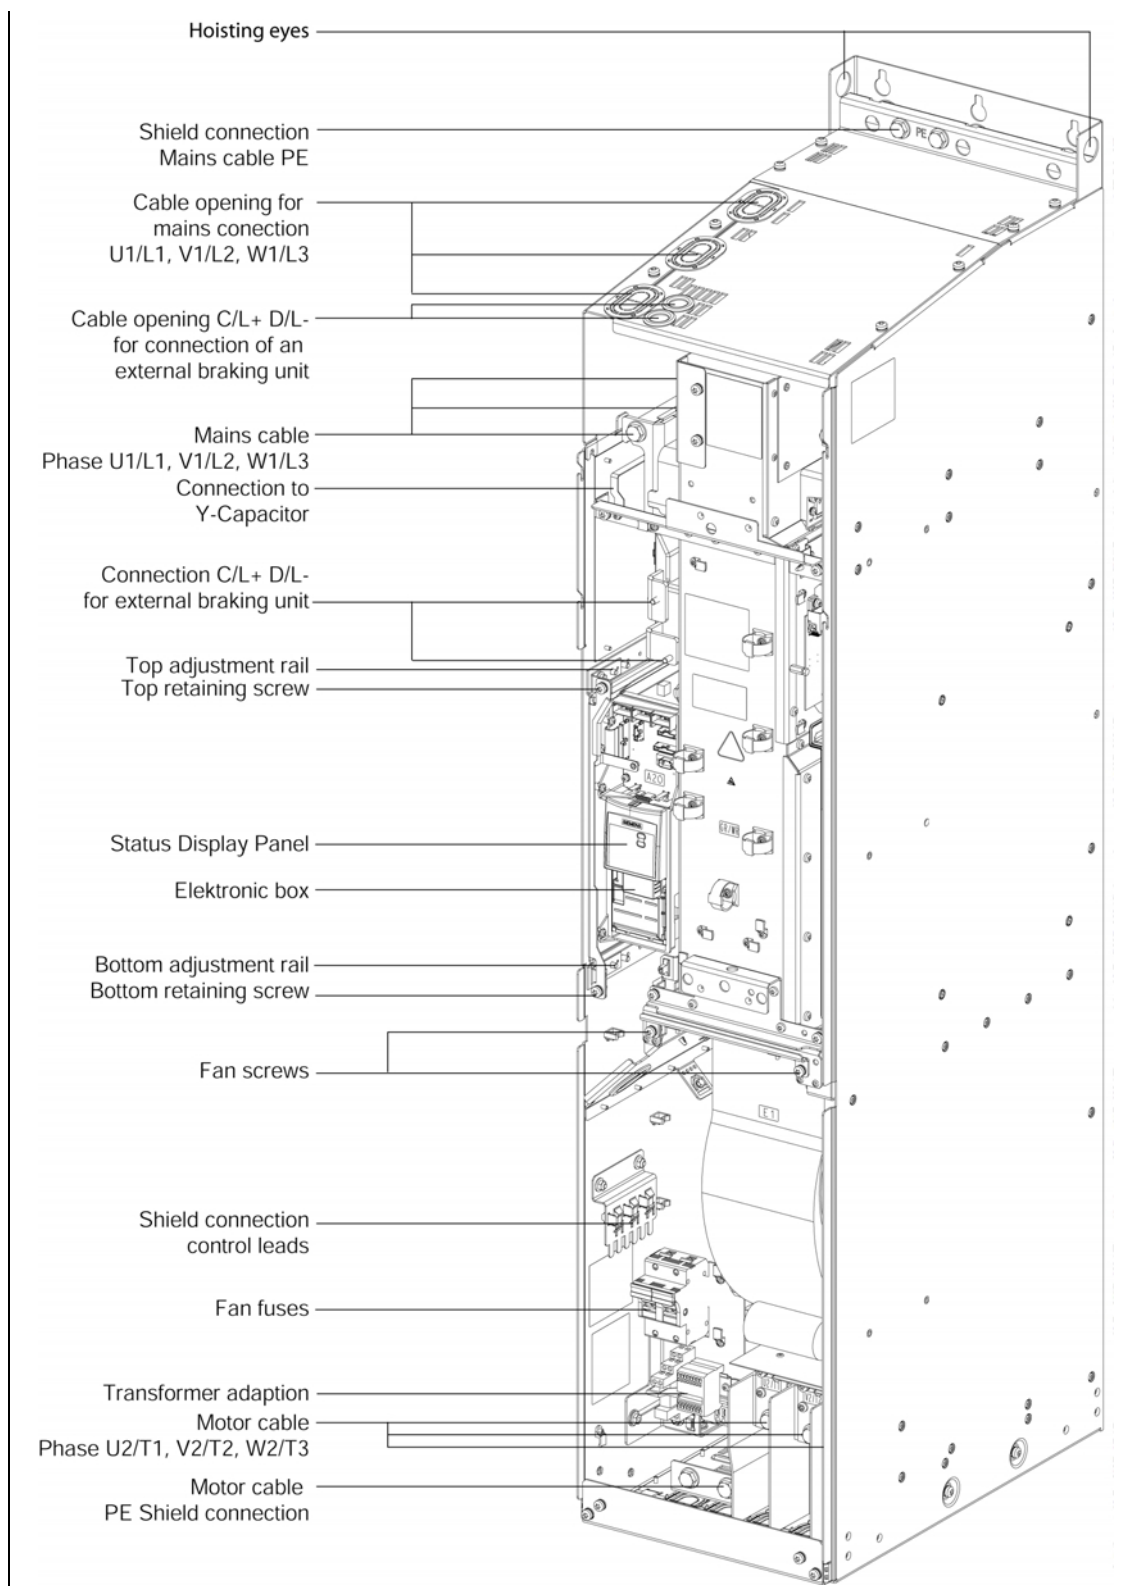 Hoisting eyes
Shield connection
Mains cable PE
PE
Cable opening for
mains conection
U1/L1, V1/L2, W1/L3
Cable opening C/L+ D/L-
for connection of an
external braking unit
Mains cable
Phase U1/L1, V1/L2, W1/L3
Connection to
Y-Capacitor
Connection C/L+ D/L-
for external braking unit
Top adjustment rail
Top retaining screw
A20
Status Display Panel
Elektronic box
Bottom adjustment rail
Bottom retaining screw
Fan screws
E1
Shield connection
control leads
Fan fuses
Transformer adaption
Motor cable
Phase U2/T1, V2/T2, W2/T3
Motor cable
PE Shield connection